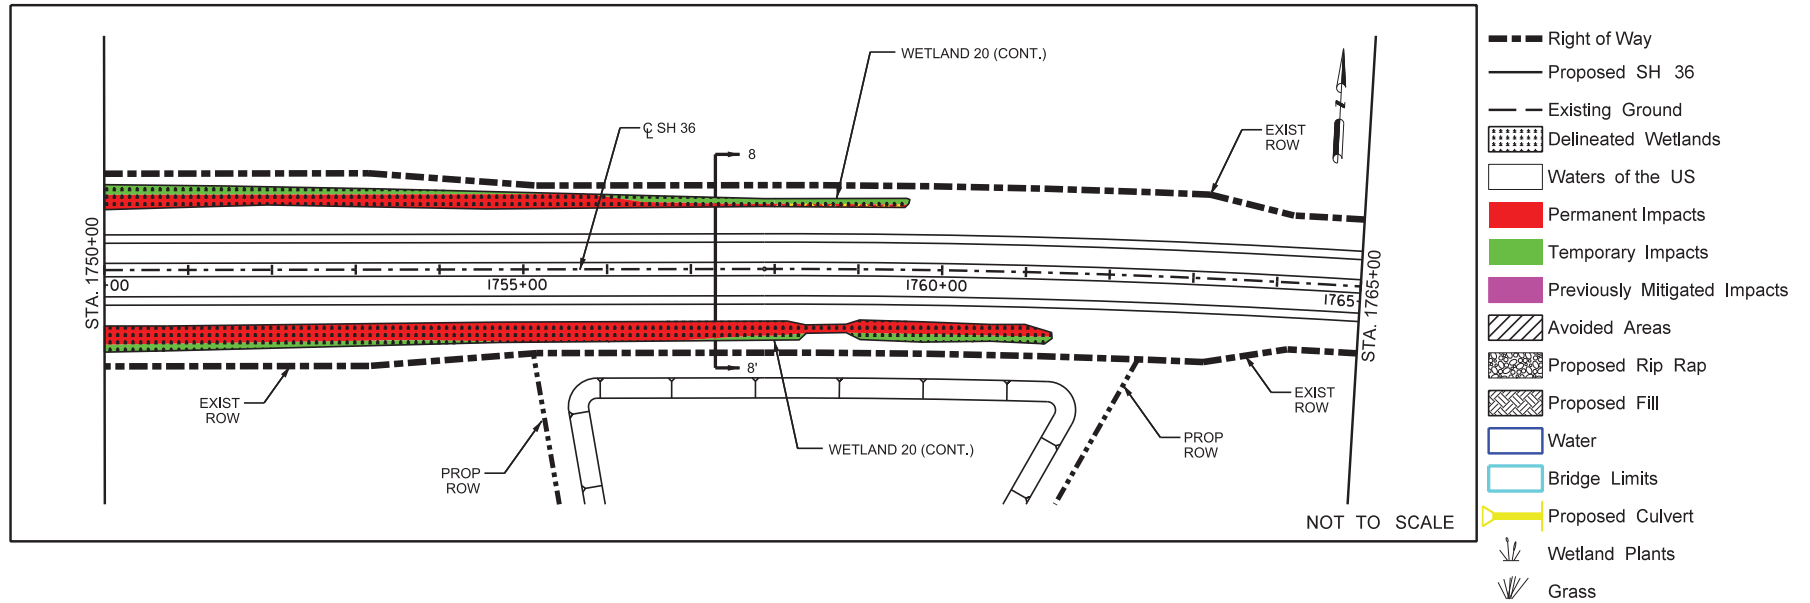 WETLAND 20 (CONT.)
℄ SH 36
EXIST
ROW
8
STA. 1750+00
+00
1755+00
1760+00
1765+
STA. 1765+00
8'
EXIST
ROW
EXIST
ROW
PROP
ROW
WETLAND 20 (CONT.)
PROP
ROW
NOT TO SCALE
N
Right of Way
Proposed SH 36
Existing Ground
Delineated Wetlands
Waters of the US
Permanent Impacts
Temporary Impacts
Previously Mitigated Impacts
Avoided Areas
Proposed Rip Rap
Proposed Fill
Water
Bridge Limits
Proposed Culvert
Wetland Plants
Grass